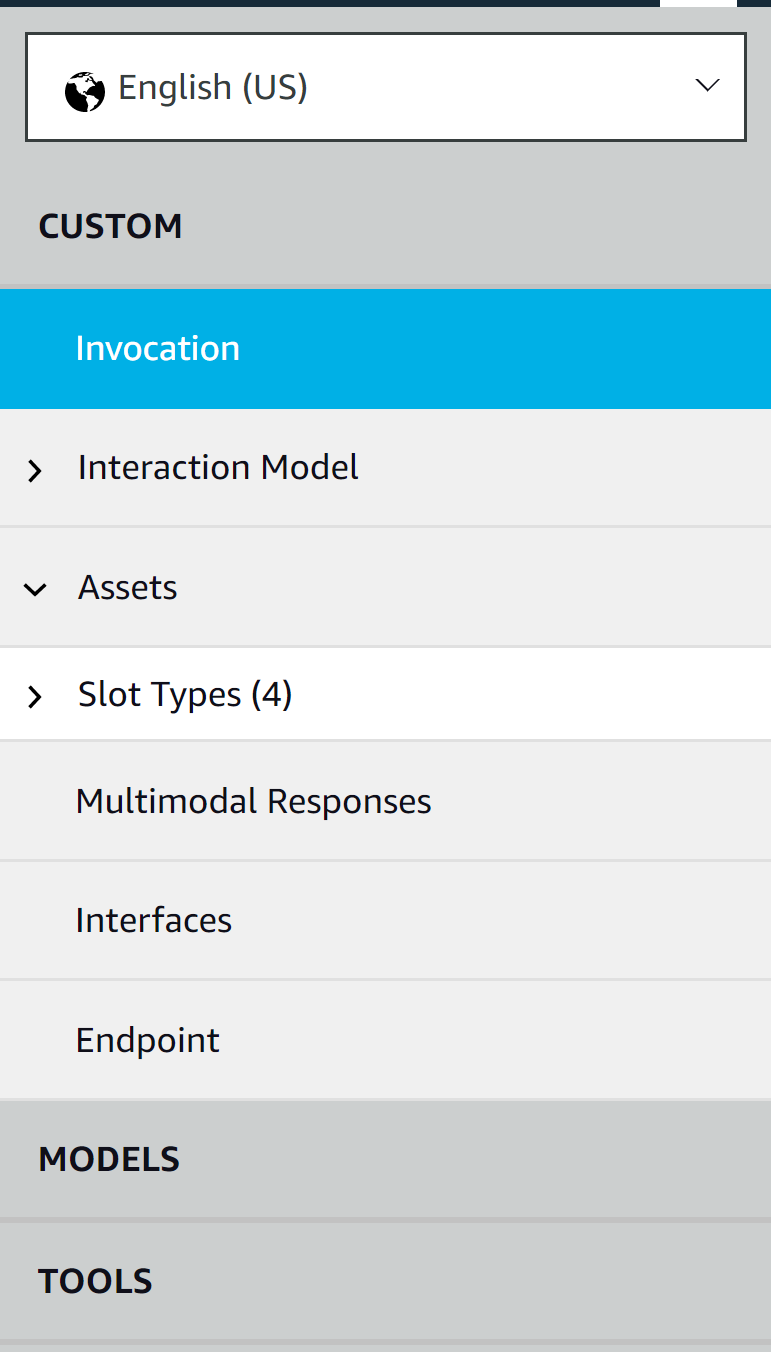 English (US)
CUSTOM
Invocation
Interaction Model
Assets
Slot Types (4)
Multimodal Responses
Interfaces
Endpoint
MODELS
TOOLS